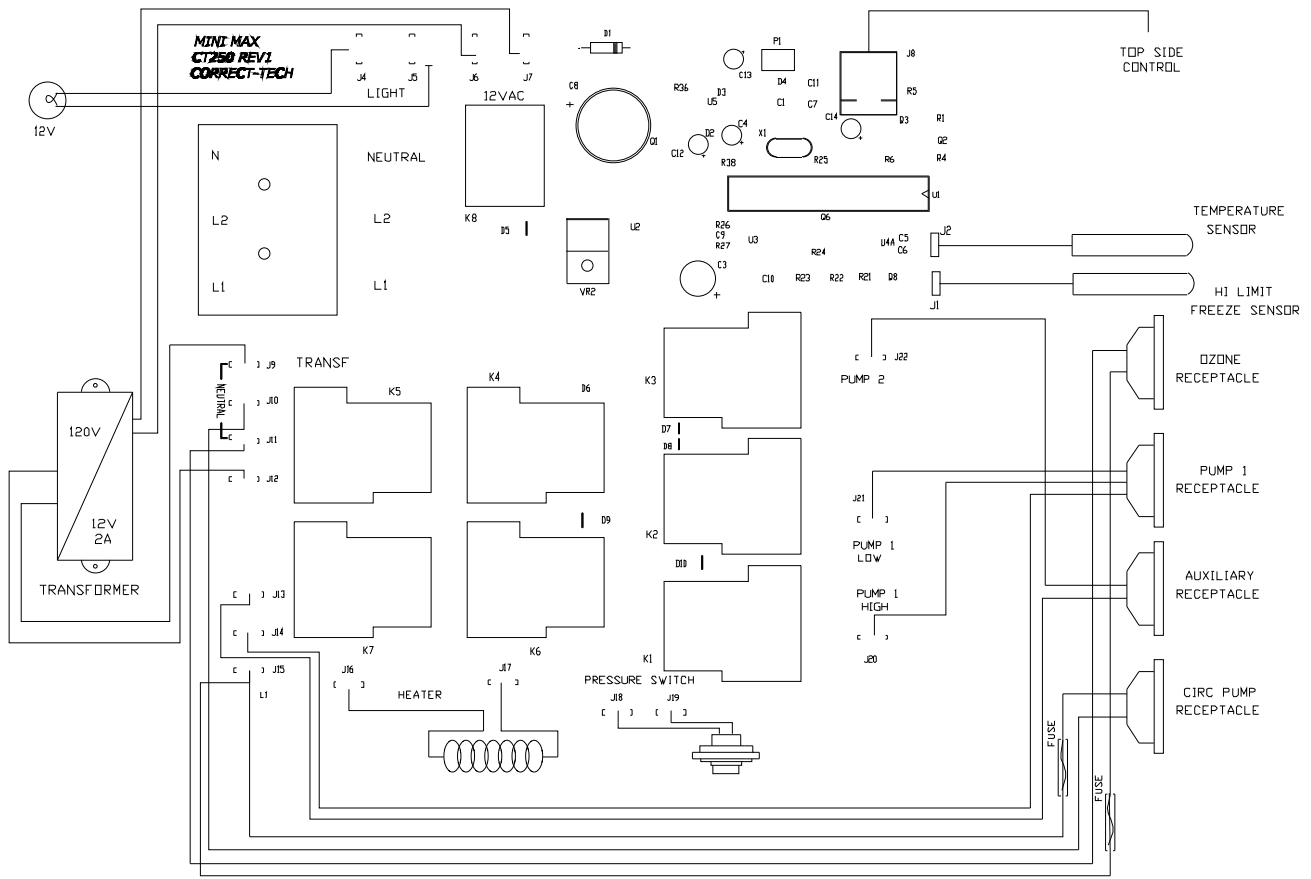 MINI MAX
CT250 REV1
CORRECT-TECH
J4
J5
J6
J7
LIGHT
12VAC
12V
D1
C8
Q1
P1
C13
R36
D3
U5
D4
C11
C1
C7
J8
R5
C14
Q3
R1
Q2
R4
D2
C4
C12
X1
R38
R25
R6
U1
TOP SIDE
CONTROL
N
NEUTRAL
L2
L2
L1
L1
K8
D5
U2
VR2
Q6
R26
C9
R27
U3
R24
U4A
C5
C6
J2
C3
C10
R23
R22
R21
D8
J1
TEMPERATURE
SENSOR
HI LIMIT
FREEZE SENSOR
J9
TRANSF
NEUTRAL
J10
J11
J12
K5
K4
D6
K3
D7
D8
J22
PUMP 2
OZONE
RECEPTACLE
120V
12V
2A
TRANSFORMER
D9
K2
D10
J21
PUMP 1
LOW
PUMP 1
HIGH
J20
PUMP 1
RECEPTACLE
AUXILIARY
RECEPTACLE
J13
J14
J15
L1
K7
K6
K1
J16
J17
HEATER
PRESSURE SWITCH
J18
J19
CIRC PUMP
RECEPTACLE
FUSE
FUSE